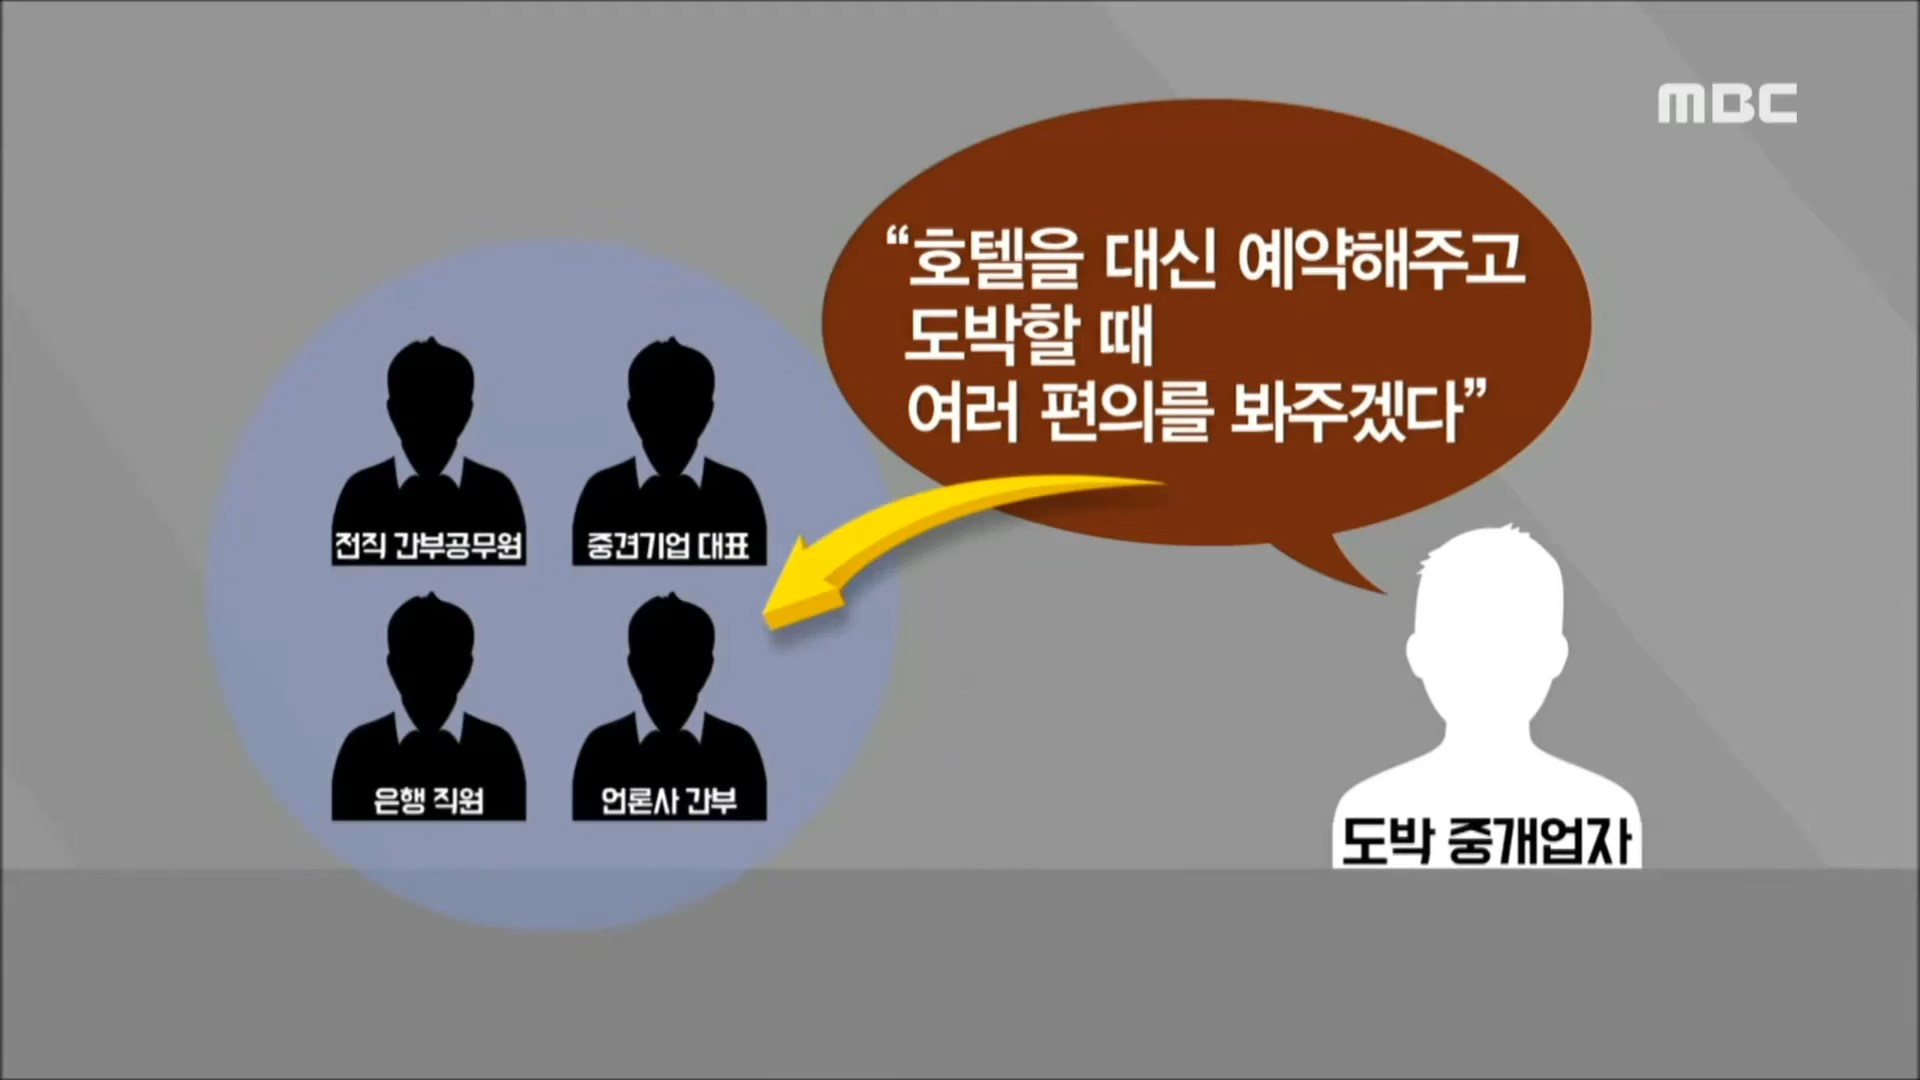 MBC
“호텔을 대신 예약해주고
도박할 때
여러 편의를 봐주겠다”
전직 간부공무원
중견기업 대표
은행 직원
언론사 간부
도박 중개업자